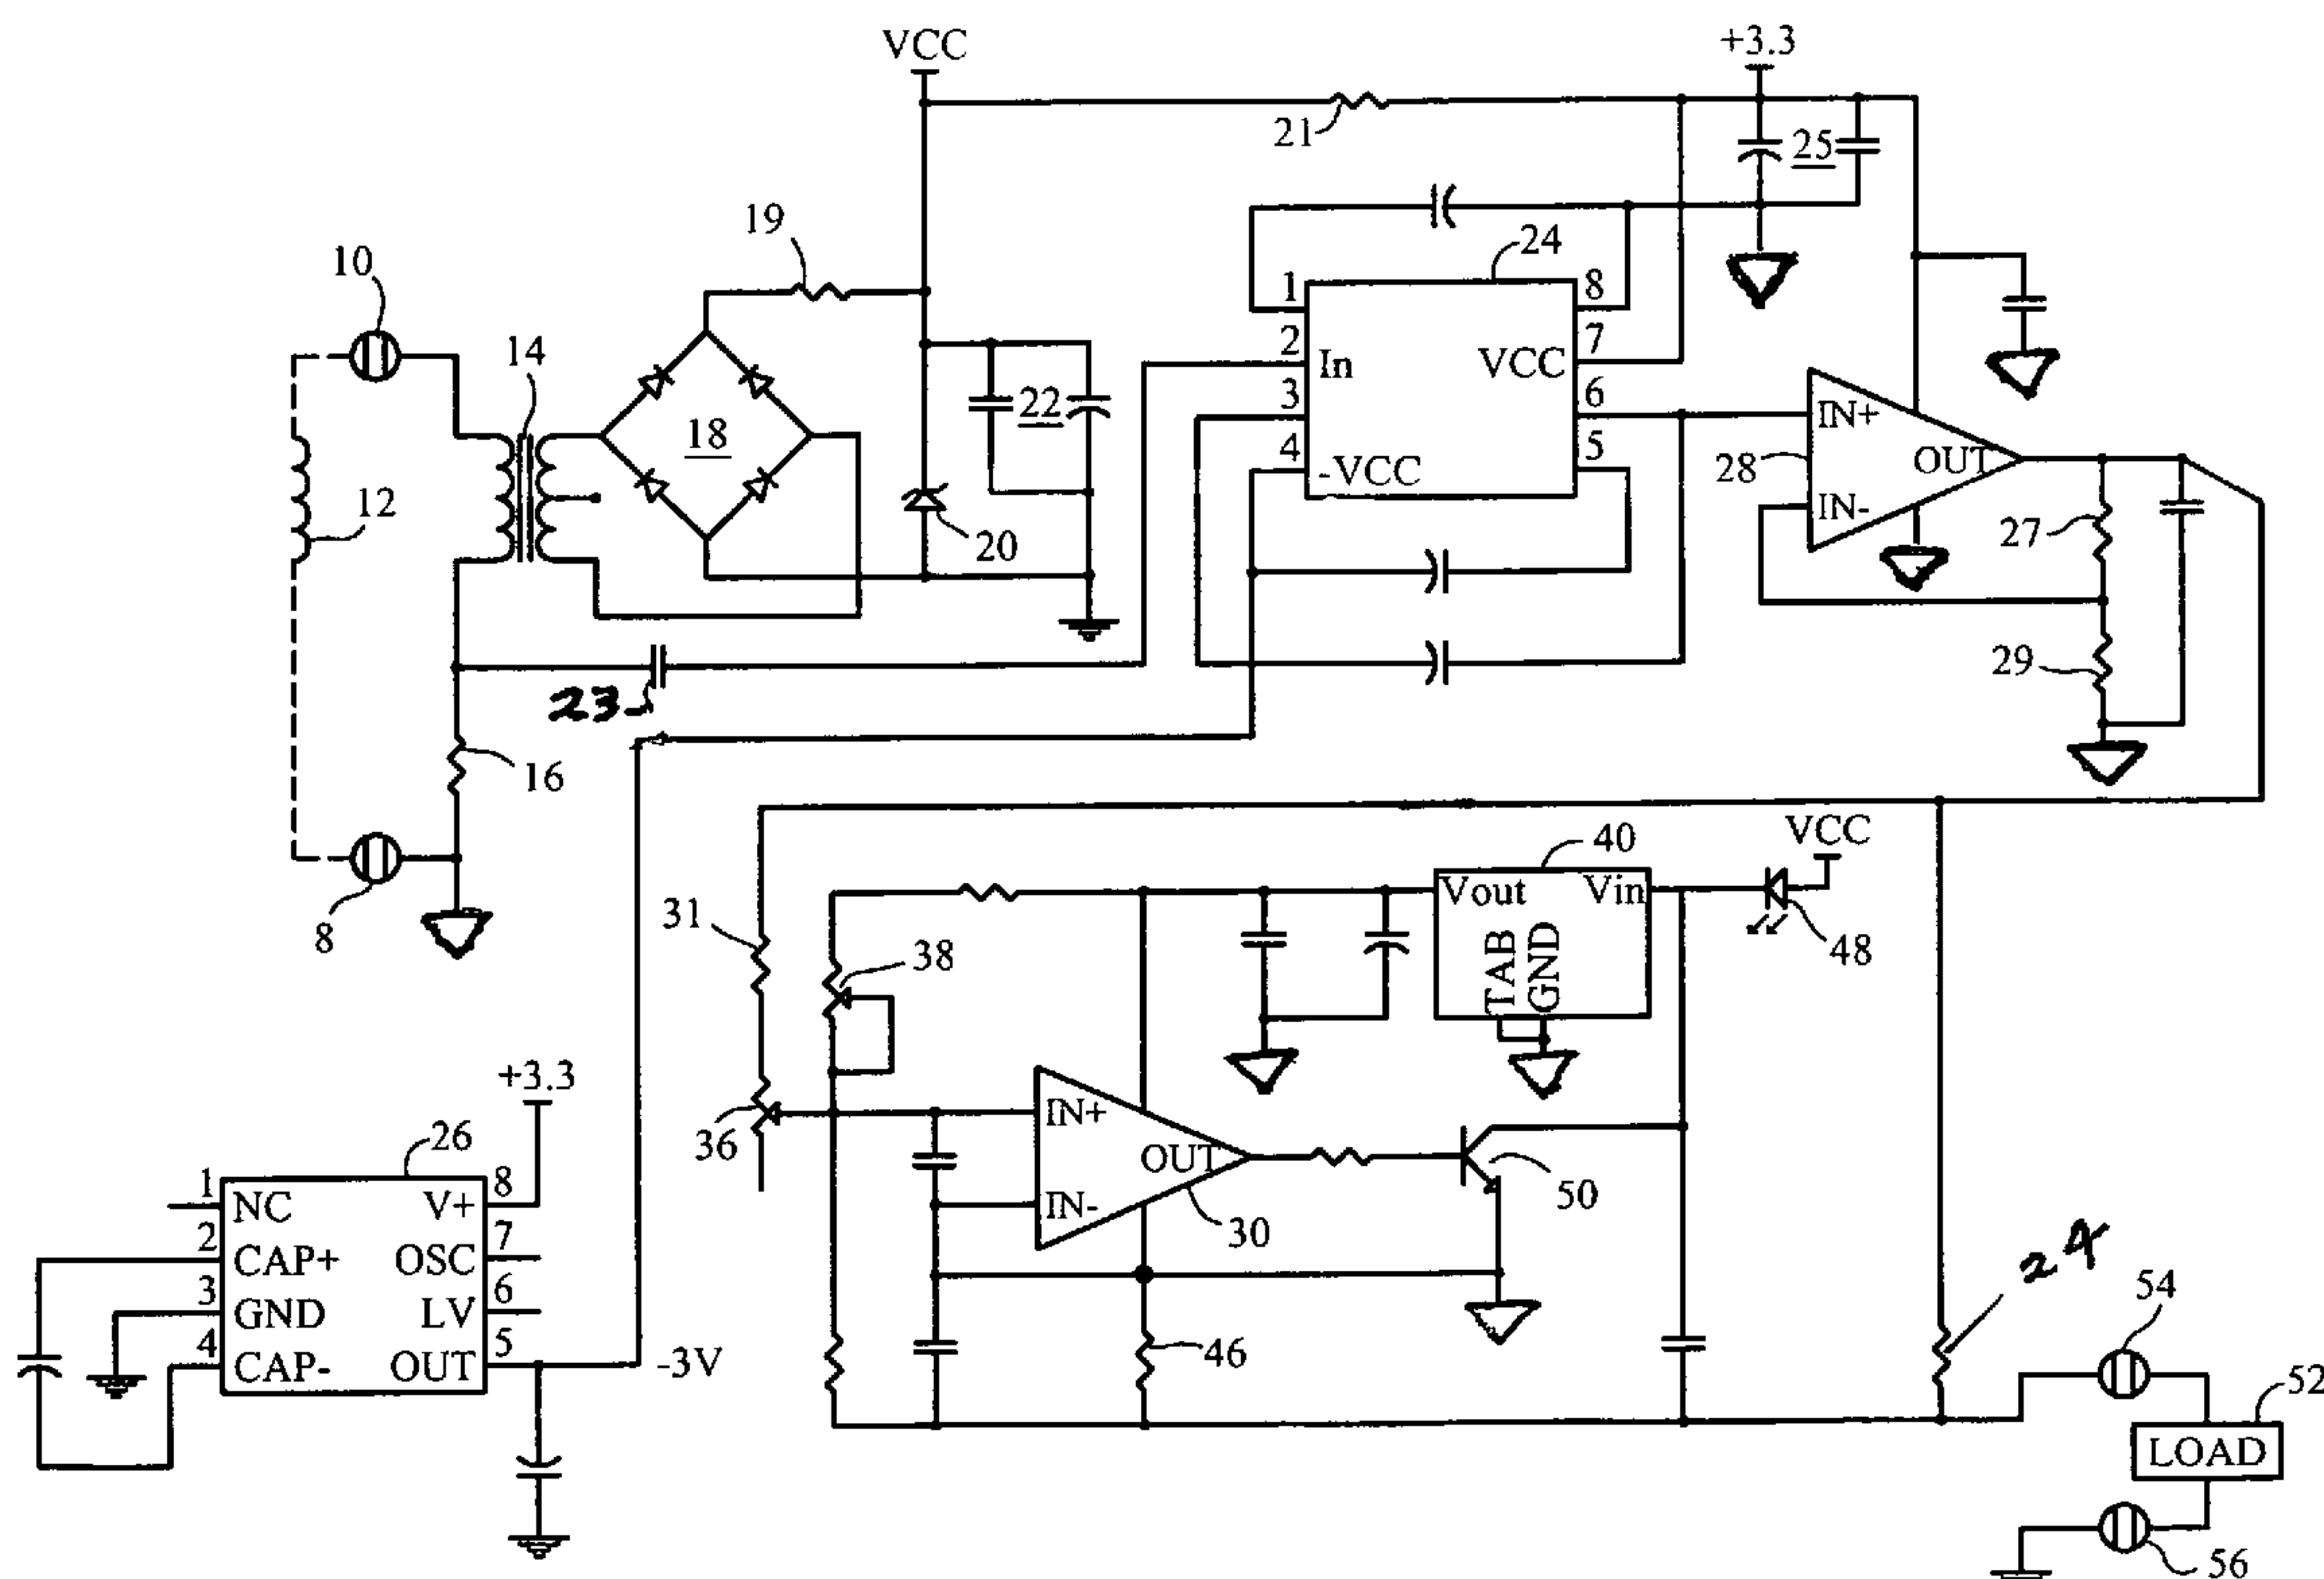 VCC
+3.3
21
25
19
24
10
1
8
14
2
In
7
VCC
3
6
22
18
4
-VCC
5
IN+
28
OUT
IN-
12
20
27
29
23
16
VCC
40
Vout
Vin
31
8
38
TAB
GND
48
+3.3
26
36
IN+
OUT
IN-
30
50
1
NC
V+
8
2
CAP+
OSC
7
3
GND
LV
6
4
CAP-
OUT
5
-3V
46
24
54
52
LOAD
56